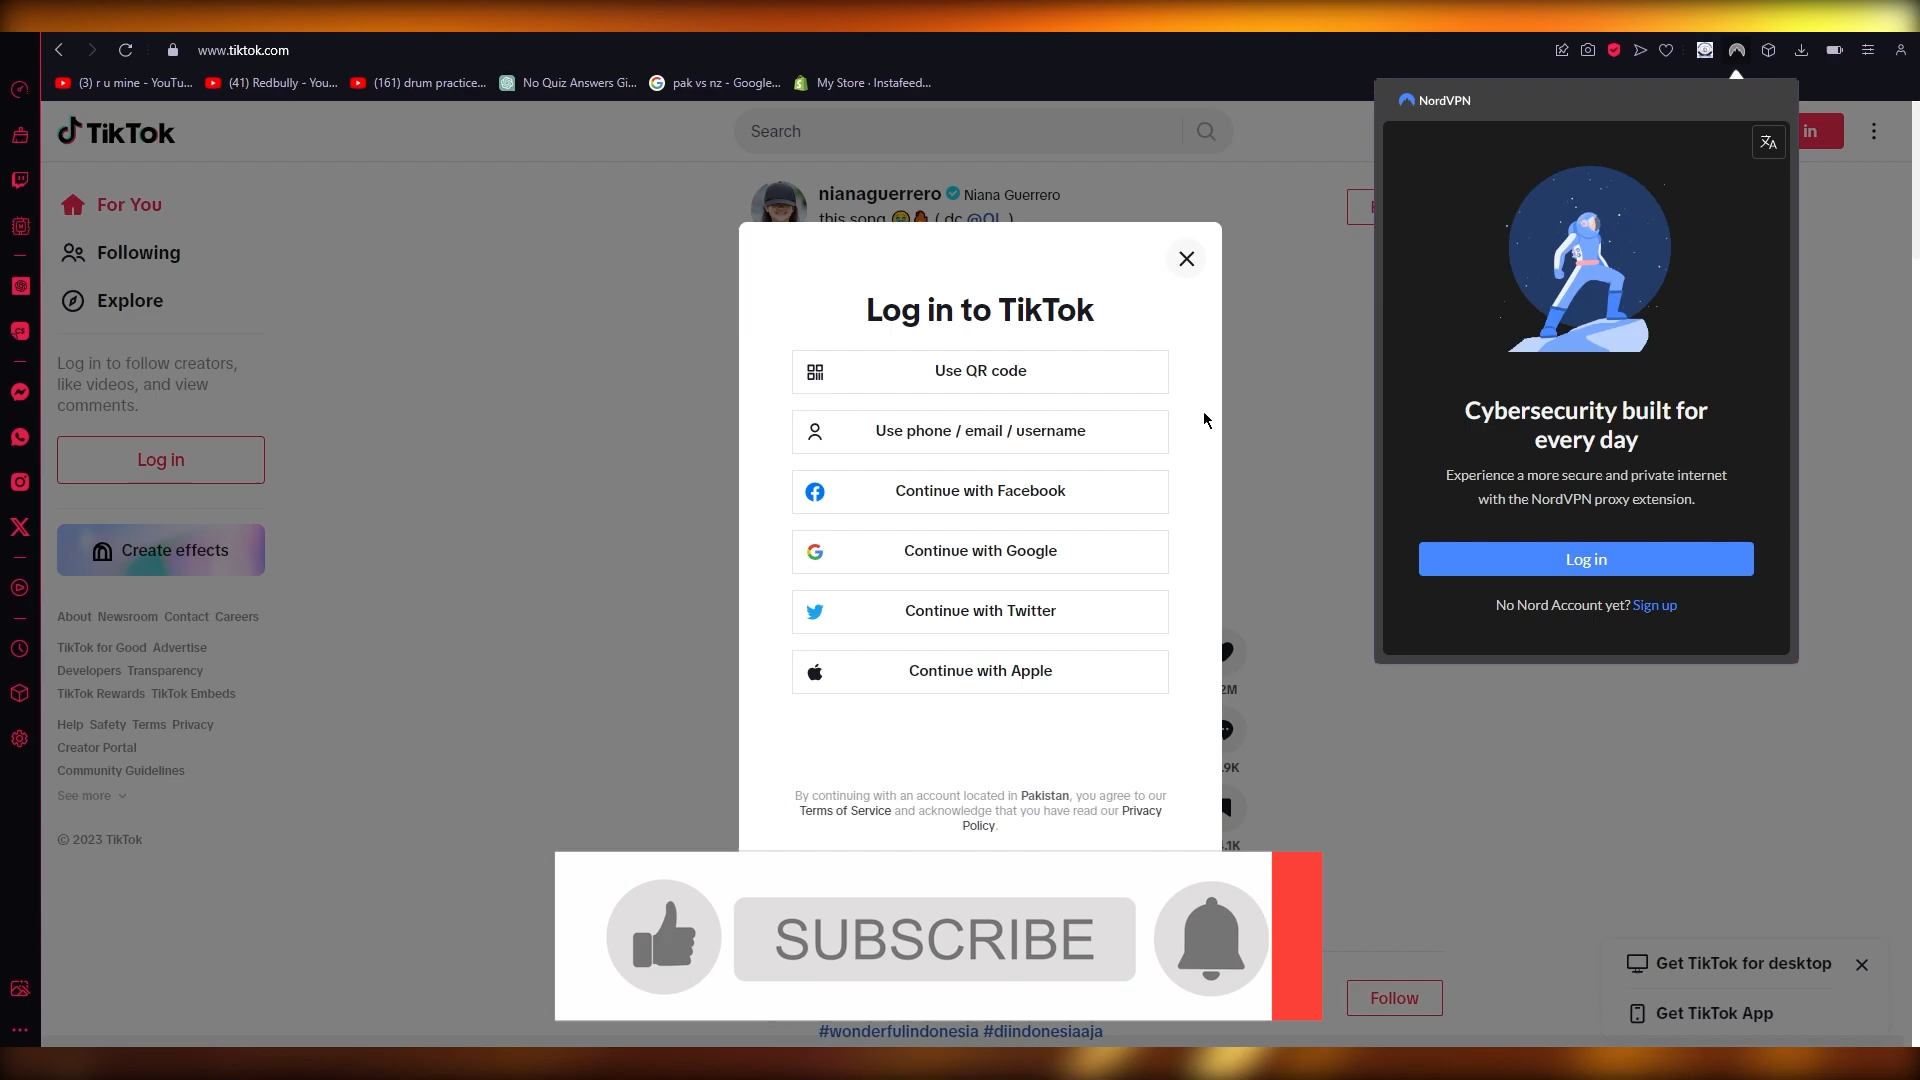 www.tiktok.com
(3) r u mine - YouTu...
(41) Redbully - You...
(161) drum practice...
No Quiz Answers Gi...
pak vs nz - Google...
My Store · Instafeed...
TikTok
Search
in
For You
Following
Explore
Log in to follow creators,
like videos, and view
comments.
Log in
Create effects
About Newsroom Contact Careers
TikTok for Good Advertise
Developers Transparency
TikTok Rewards TikTok Embeds
Help Safety Terms Privacy
Creator Portal
Community Guidelines
See more
© 2023 TikTok
nianaguerrero Niana Guerrero
this song ( dc @OL )
Log in to TikTok
Use QR code
Use phone / email / username
Continue with Facebook
Continue with Google
Continue with Twitter
Continue with Apple
By continuing with an account located in Pakistan, you agree to our
Terms of Service and acknowledge that you have read our Privacy
Policy.
2M
.9K
.1K
NordVPN
Cybersecurity built for
every day
Experience a more secure and private internet
with the NordVPN proxy extension.
Log in
No Nord Account yet? Sign up
SUBSCRIBE
Follow
#wonderfulindonesia #diindonesiaaja
Get TikTok for desktop
Get TikTok App